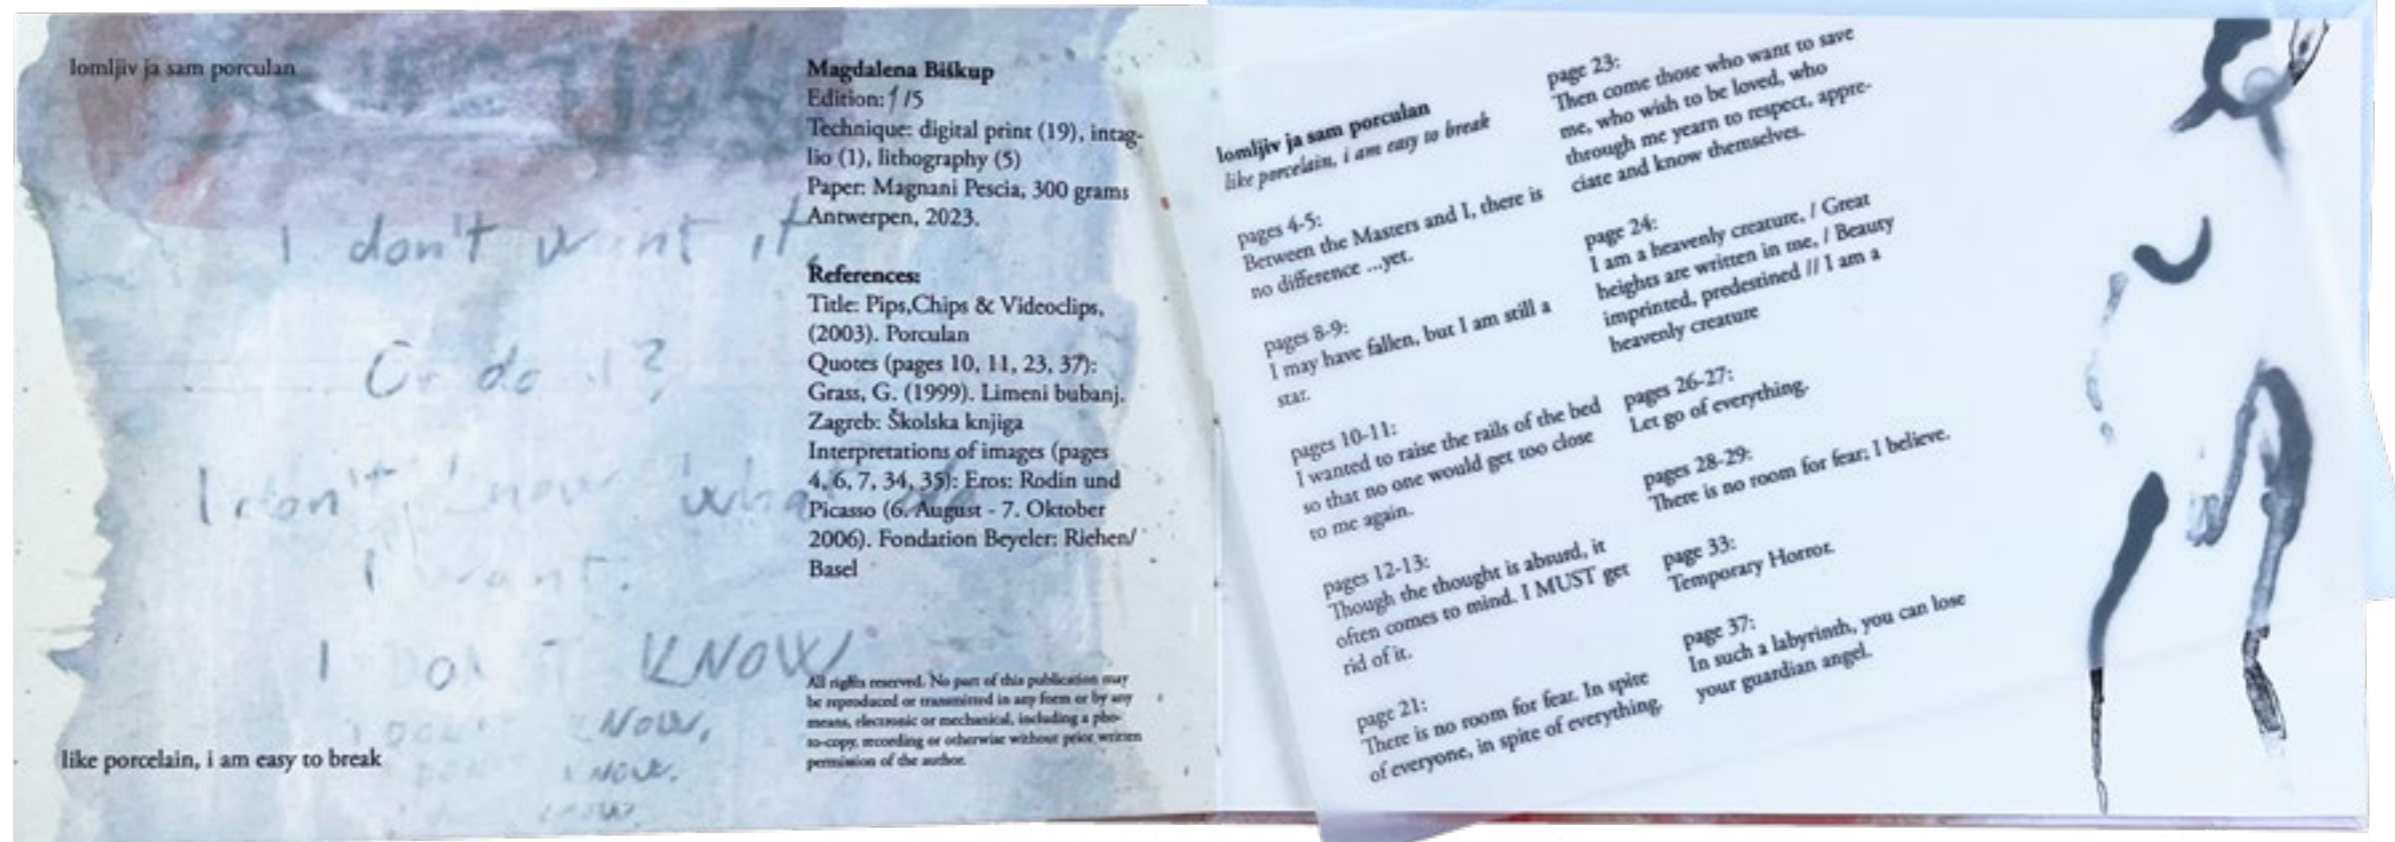 lomljiv ja sam porculan
I don't want it
Or do I?
I don't know what do
I want.
I DON'T KNOW
I DON'T KNOW,
DON'T KNOW.
KNOW.
like porcelain, i am easy to break
Magdalena Biškup
Edition: 1/5
Technique: digital print (19), intag-
lio (1), lithography (5)
Paper: Magnani Pescia, 300 grams
Antwerpen, 2023.
References:
Title: Pips,Chips & Videoclips,
(2003). Porculan
Quotes (pages 10, 11, 23, 37):
Grass, G. (1999). Limeni bubanj.
Zagreb: Školska knjiga
Interpretations of images (pages
4, 6, 7, 34, 35): Eros: Rodin und
Picasso (6. August - 7. Oktober
2006). Fondation Beyeler: Riehen/
Basel
All rights reserved. No part of this publication may
be reproduced or transmitted in any form or by any
means, electronic or mechanical, including a pho-
to-copy, recording or otherwise without prior written
permission of the author.
lomljiv ja sam porculan
like porcelain, i am easy to break
pages 4-5:
Between the Masters and I, there is
no difference ...yet.
pages 8-9:
I may have fallen, but I am still a
star.
pages 10-11:
I wanted to raise the rails of the bed
so that no one would get too close
to me again.
pages 12-13:
Though the thought is absurd, it
often comes to mind. I MUST get
rid of it.
page 21:
There is no room for fear. In spite
of everyone, in spite of everything.
page 23:
Then come those who want to save
me, who wish to be loved, who
through me yearn to respect, appre-
ciate and know themselves.
page 24:
I am a heavenly creature, / Great
heights are written in me, / Beauty
imprinted, predestined // I am a
heavenly creature
pages 26-27:
Let go of everything.
pages 28-29:
There is no room for fear; I believe.
page 33:
Temporary Horror.
page 37:
In such a labyrinth, you can lose
your guardian angel.